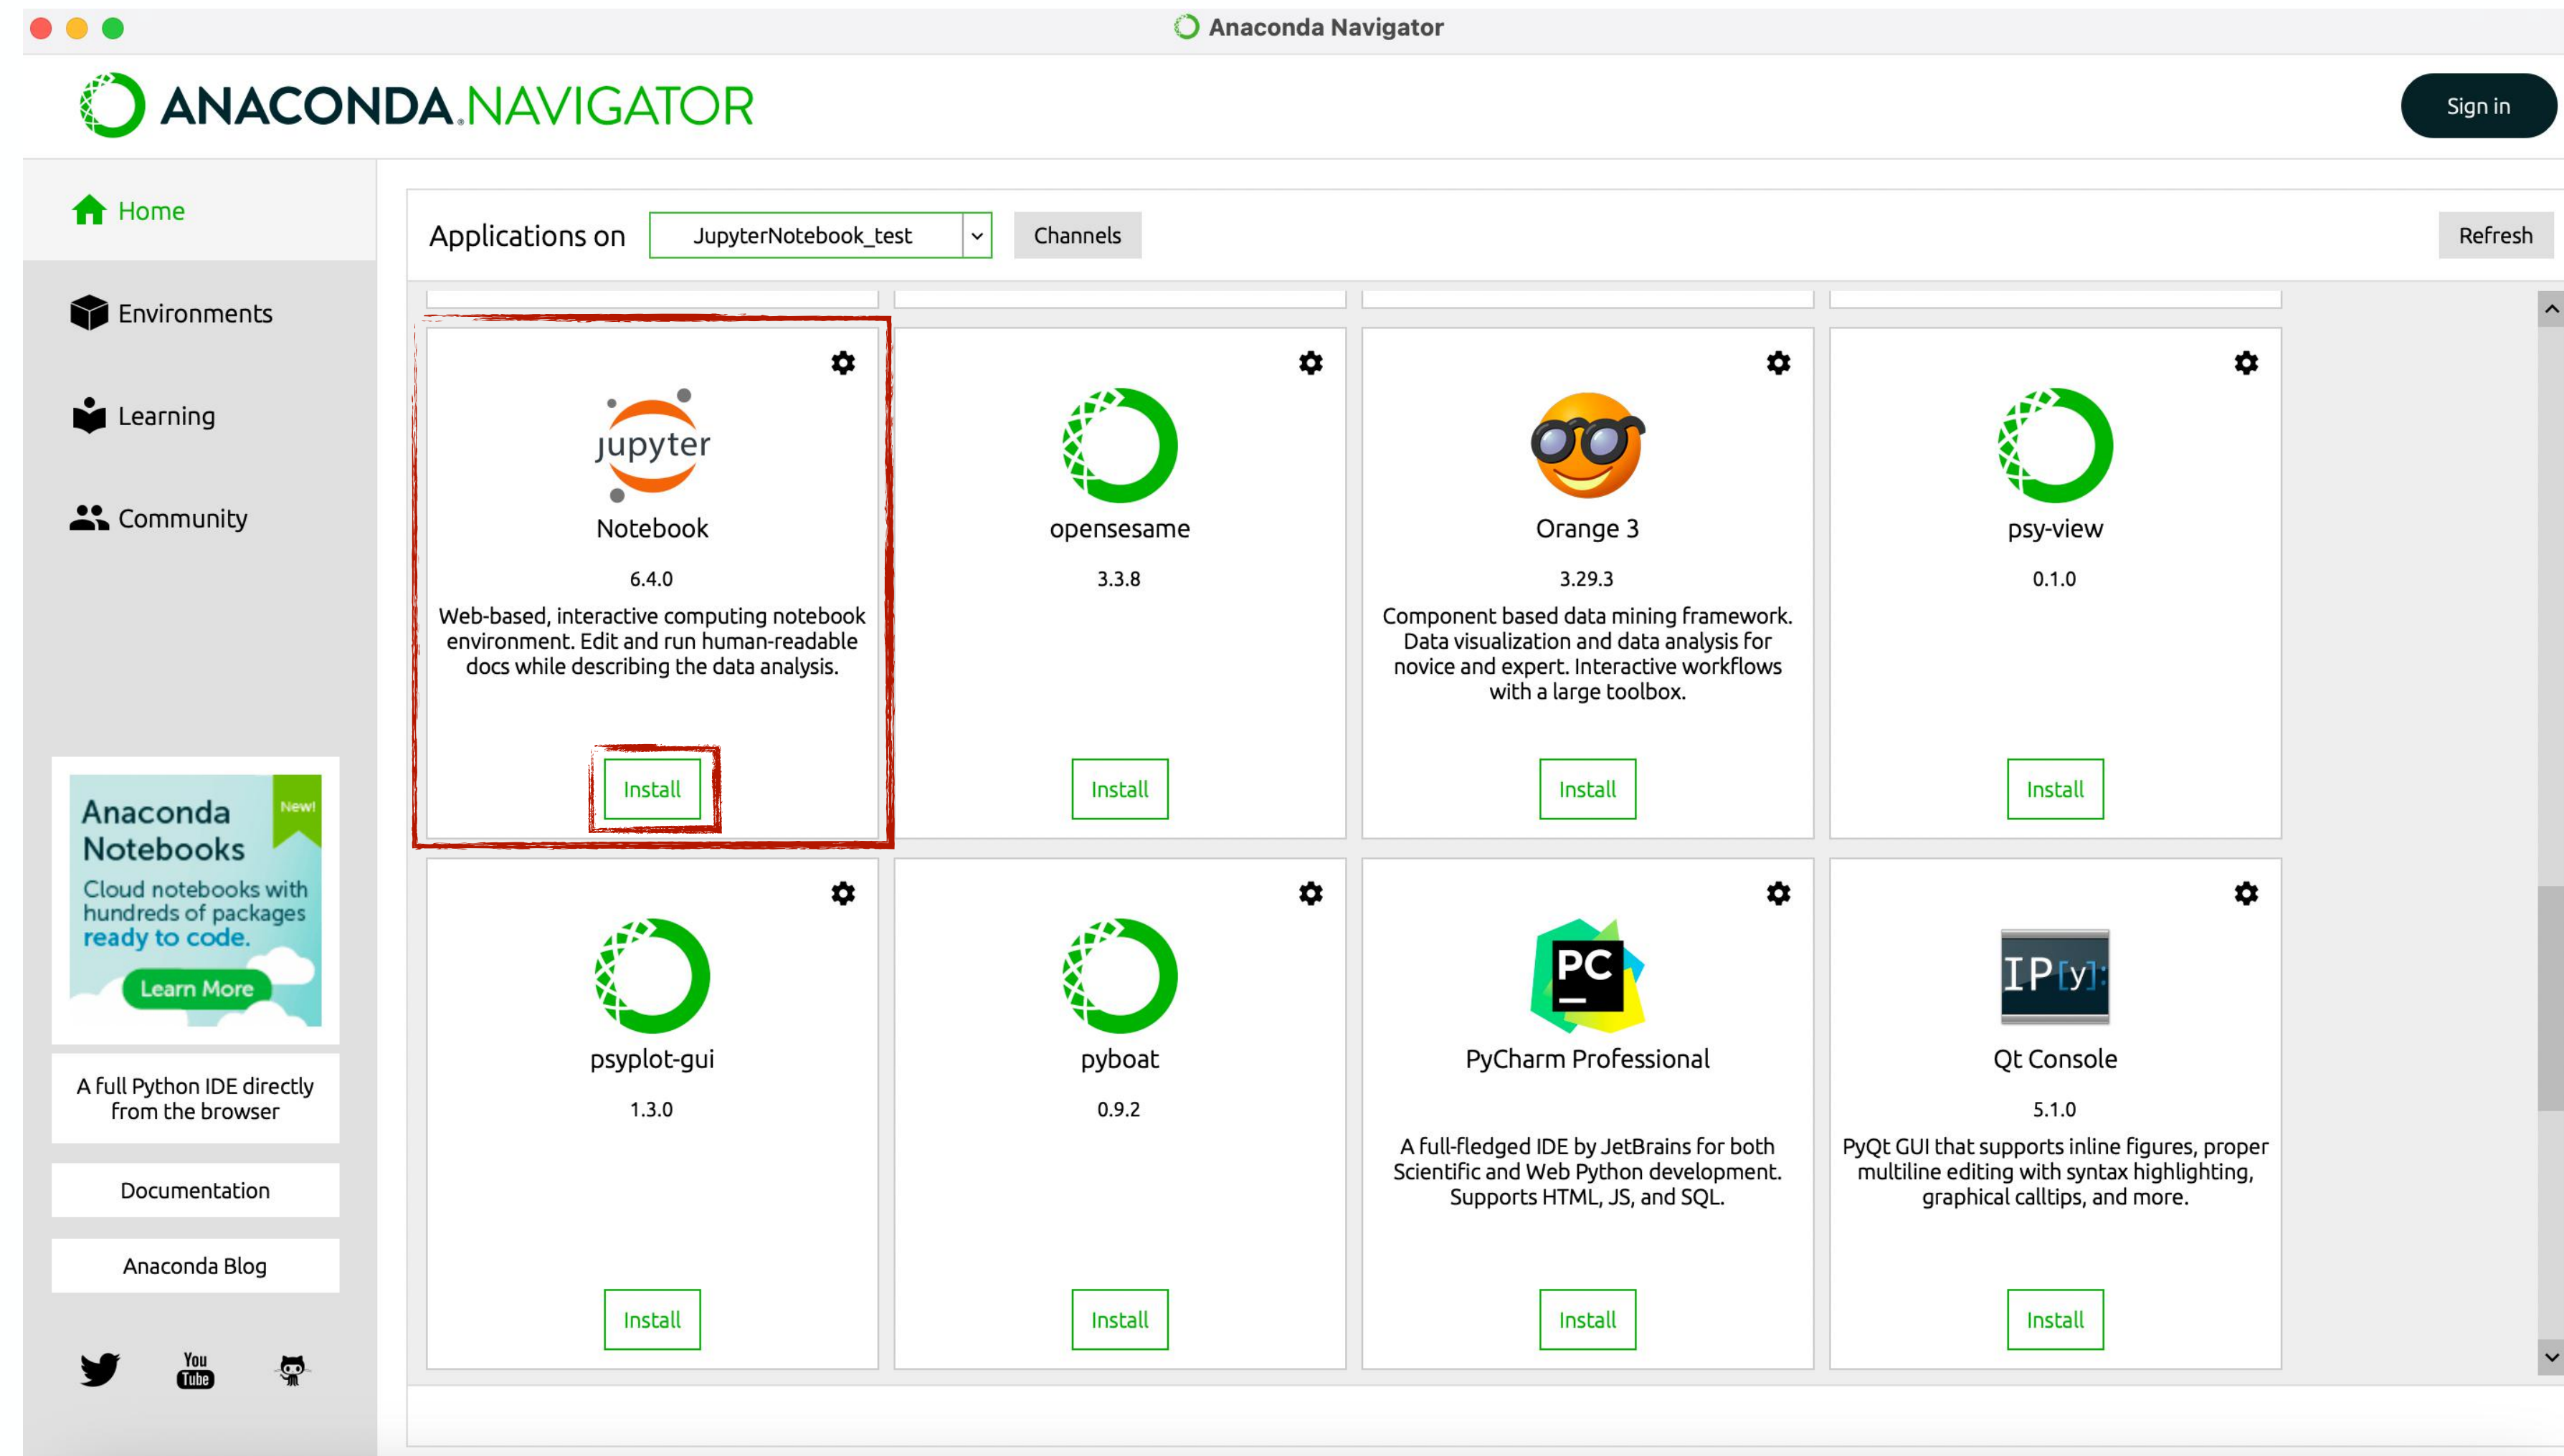 Anaconda Navigator
ANACONDA.NAVIGATOR
Sign in
Home
Environments
Learning
Community
Applications on
JupyterNotebook_test
Channels
Refresh
jupyter
Notebook
6.4.0
Web-based, interactive computing notebook
environment. Edit and run human-readable
docs while describing the data analysis.
Install
opensesame
3.3.8
Install
Orange 3
3.29.3
Component based data mining framework.
Data visualization and data analysis for
novice and expert. Interactive workflows
with a large toolbox.
Install
psy-view
0.1.0
Install
psyplot-gui
1.3.0
Install
pyboat
0.9.2
Install
PC
PyCharm Professional
A full-fledged IDE by JetBrains for both
Scientific and Web Python development.
Supports HTML, JS, and SQL.
Install
IP[y]:
Qt Console
5.1.0
PyQt GUI that supports inline figures, proper
multiline editing with syntax highlighting,
graphical calltips, and more.
Install
Anaconda
Notebooks
New!
Cloud notebooks with
hundreds of packages
ready to code.
Learn More
A full Python IDE directly
from the browser
Documentation
Anaconda Blog
You
Tube